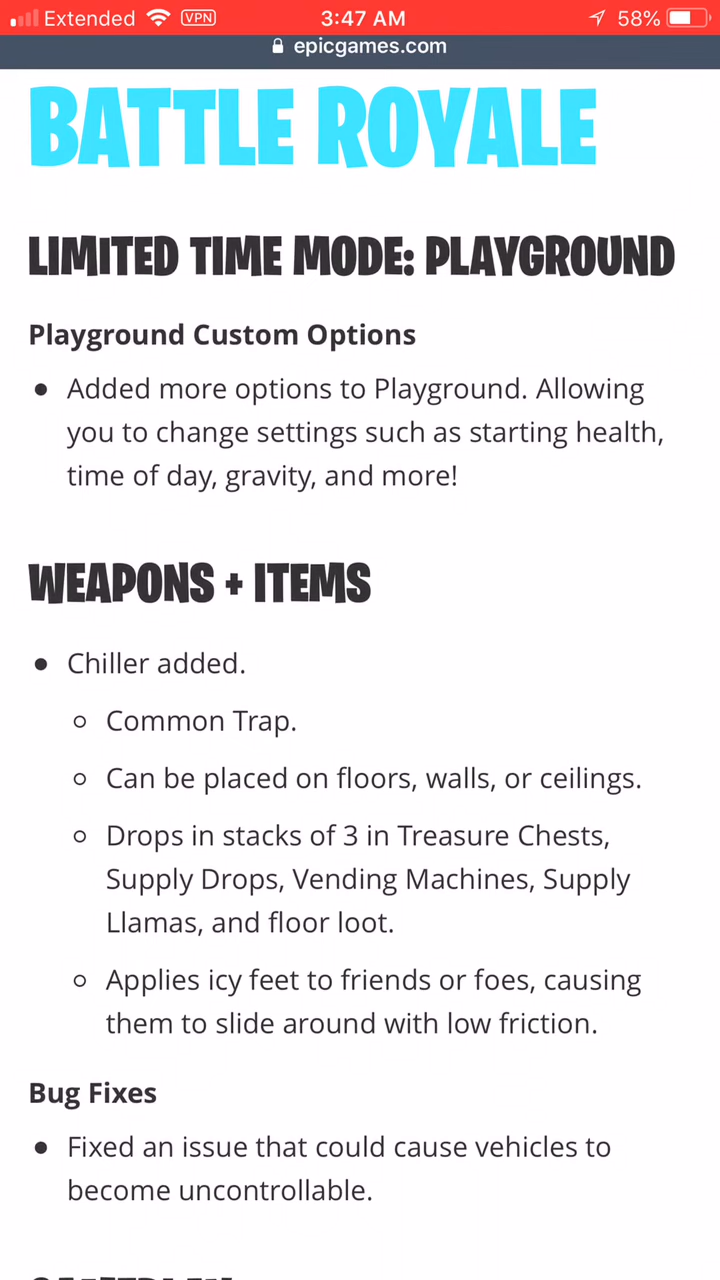 Extended VPN 3:47 AM 58%
epicgames.com
BATTLE ROYALE
LIMITED TIME MODE: PLAYGROUND
Playground Custom Options
● Added more options to Playground. Allowing
you to change settings such as starting health,
time of day, gravity, and more!
WEAPONS + ITEMS
● Chiller added.
○ Common Trap.
○ Can be placed on floors, walls, or ceilings.
○ Drops in stacks of 3 in Treasure Chests,
Supply Drops, Vending Machines, Supply
Llamas, and floor loot.
○ Applies icy feet to friends or foes, causing
them to slide around with low friction.
Bug Fixes
● Fixed an issue that could cause vehicles to
become uncontrollable.